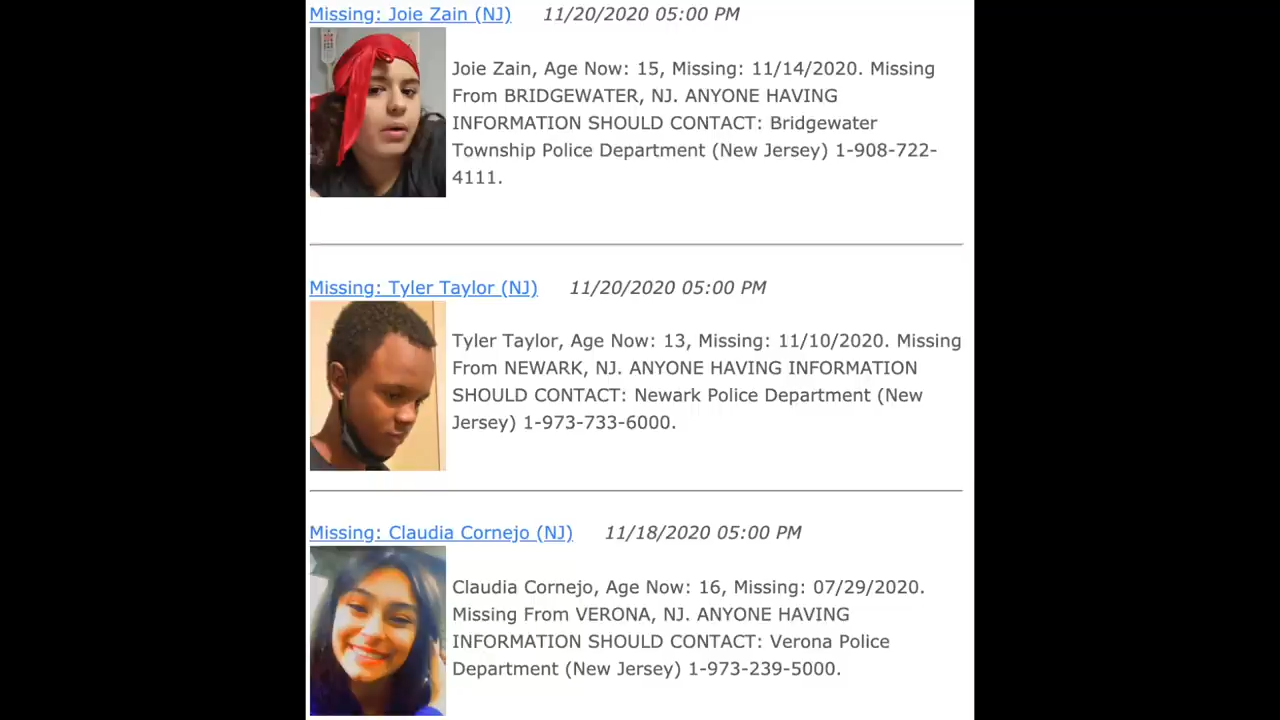 Missing: Joie Zain (NJ) 11/20/2020 05:00 PM
Joie Zain, Age Now: 15, Missing: 11/14/2020. Missing
From BRIDGEWATER, NJ. ANYONE HAVING
INFORMATION SHOULD CONTACT: Bridgewater
Township Police Department (New Jersey) 1-908-722-
4111.
Missing: Tyler Taylor (NJ) 11/20/2020 05:00 PM
Tyler Taylor, Age Now: 13, Missing: 11/10/2020. Missing
From NEWARK, NJ. ANYONE HAVING INFORMATION
SHOULD CONTACT: Newark Police Department (New
Jersey) 1-973-733-6000.
Missing: Claudia Cornejo (NJ) 11/18/2020 05:00 PM
Claudia Cornejo, Age Now: 16, Missing: 07/29/2020.
Missing From VERONA, NJ. ANYONE HAVING
INFORMATION SHOULD CONTACT: Verona Police
Department (New Jersey) 1-973-239-5000.